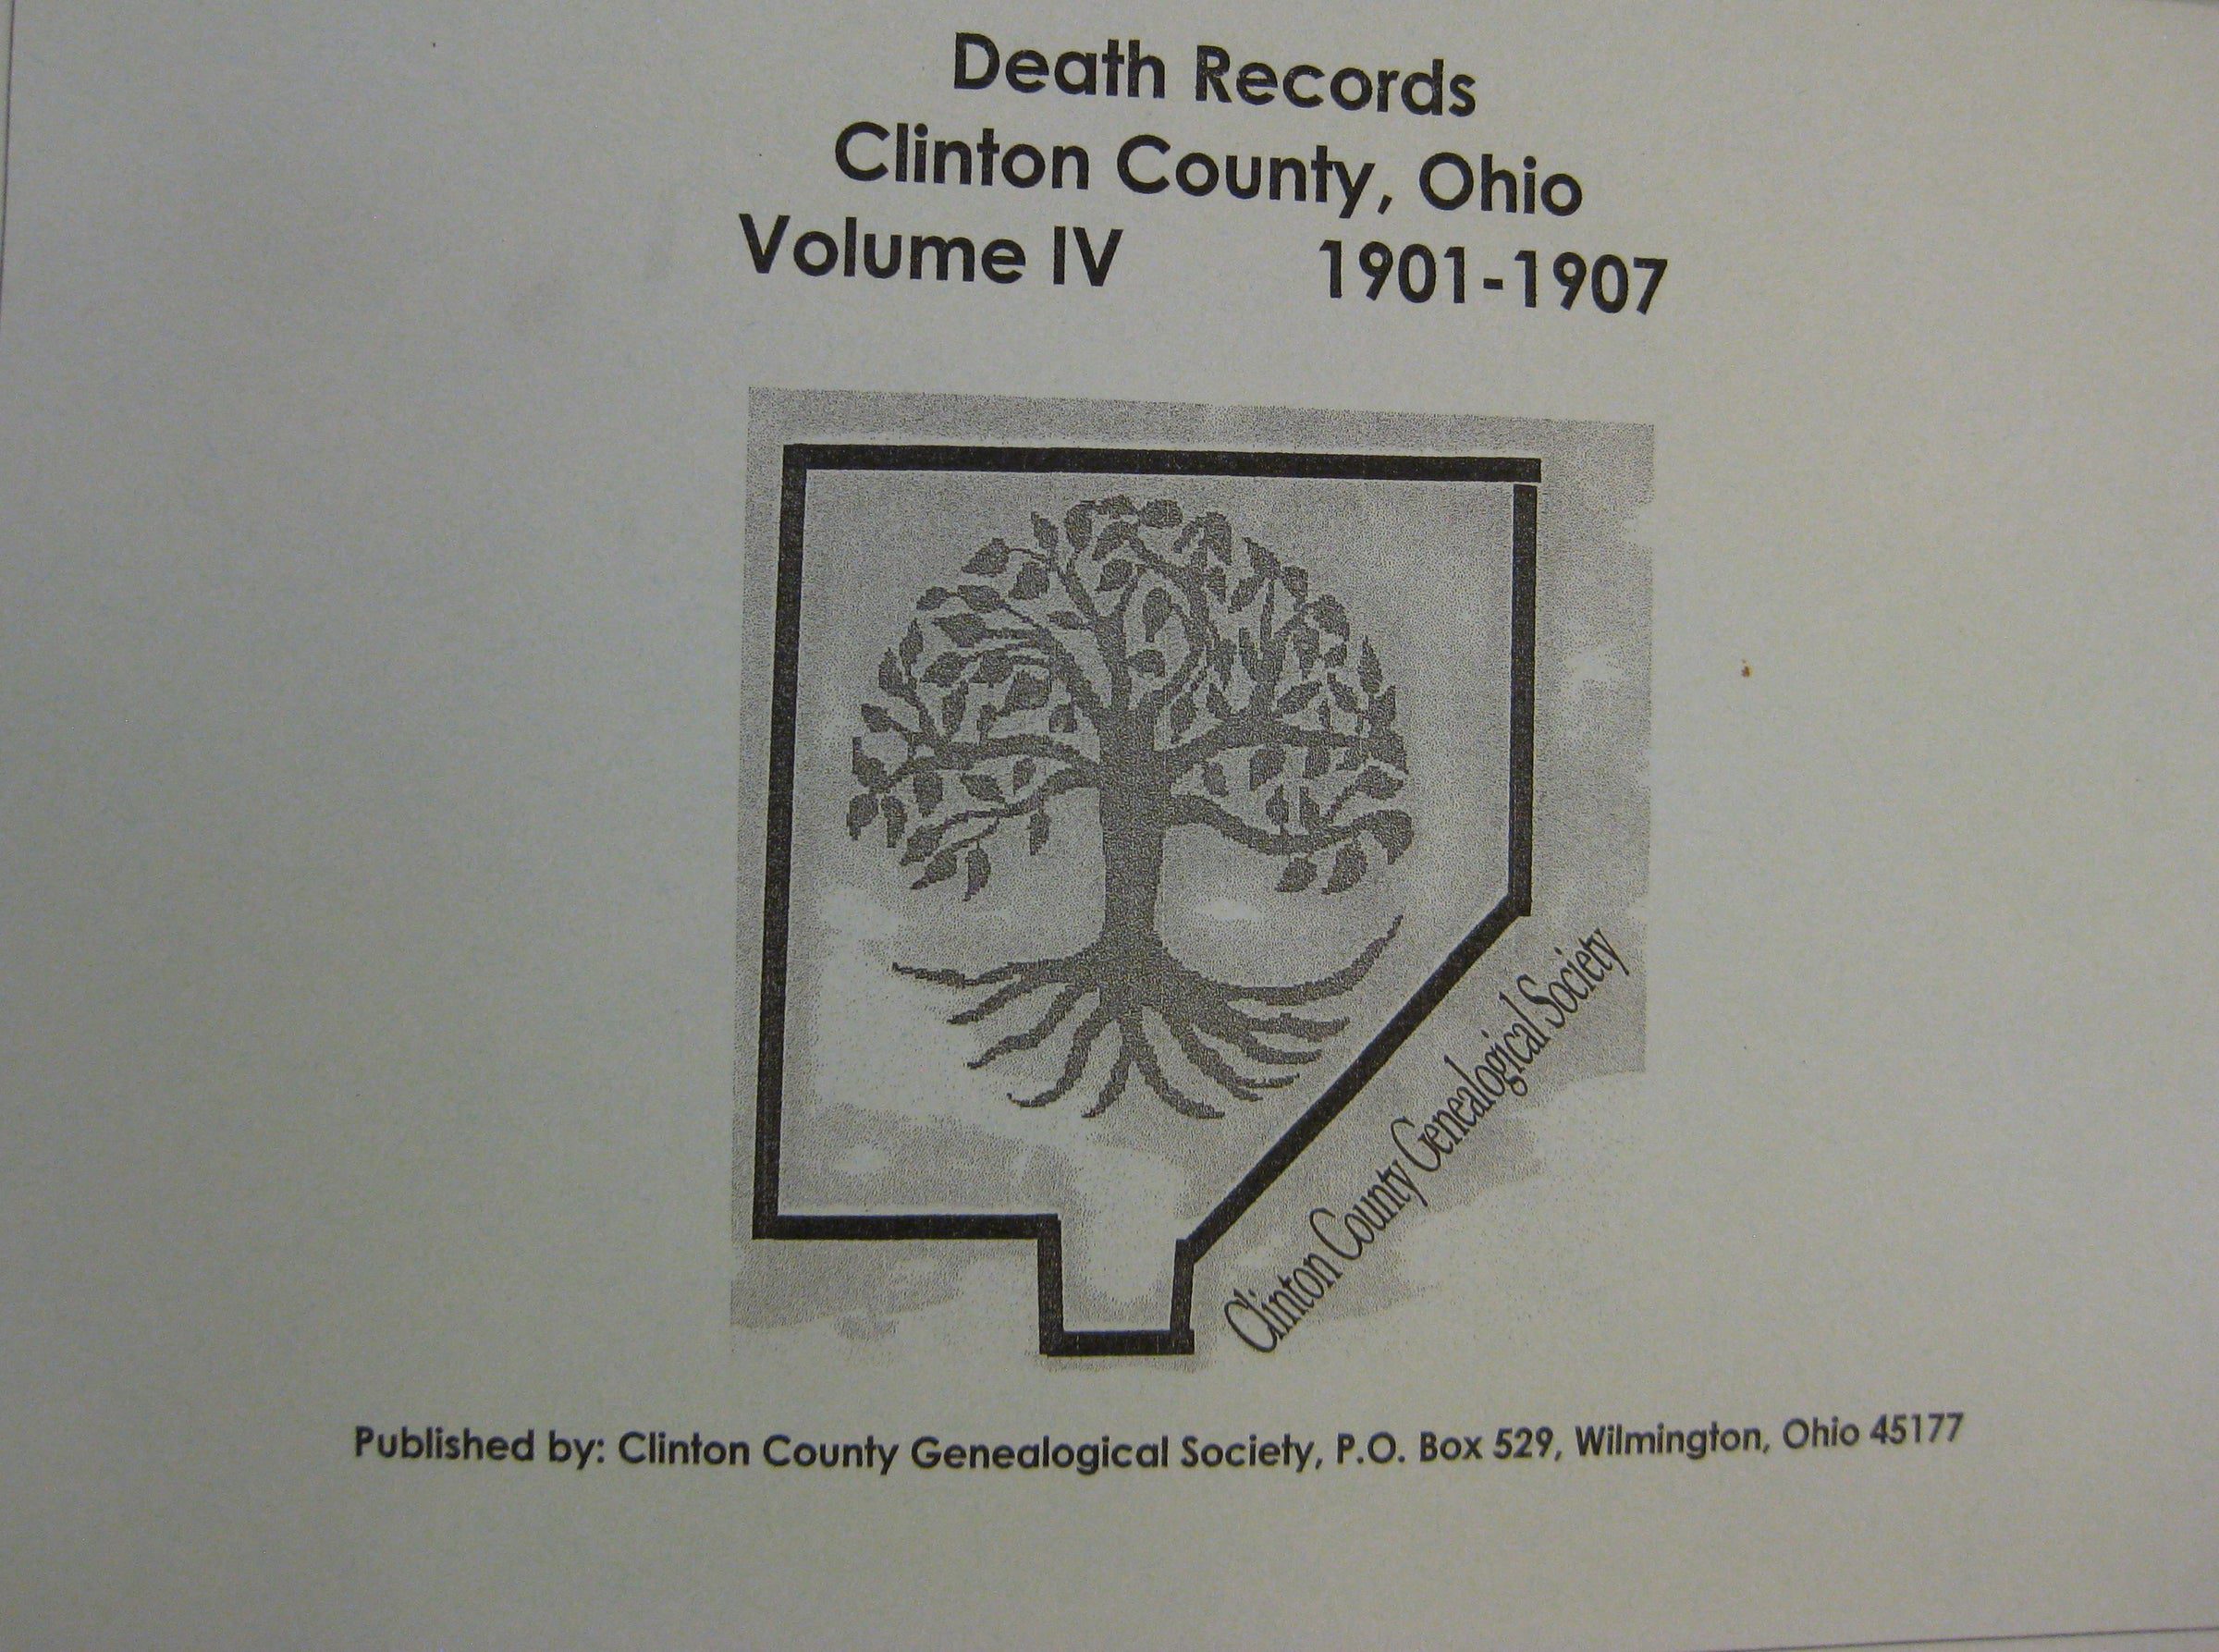 Death Records
Clinton County, Ohio
Volume IV 1901-1907
Clinton County Genealogical Society
Published by: Clinton County Genealogical Society, P.O. Box 529, Wilmington, Ohio 45177